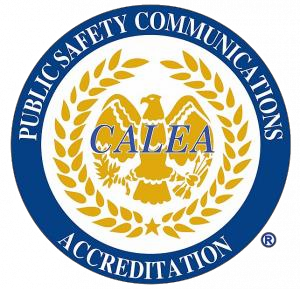 PUBLIC SAFETY COMMUNICATIONS
CALEA
ACCREDITATION
®